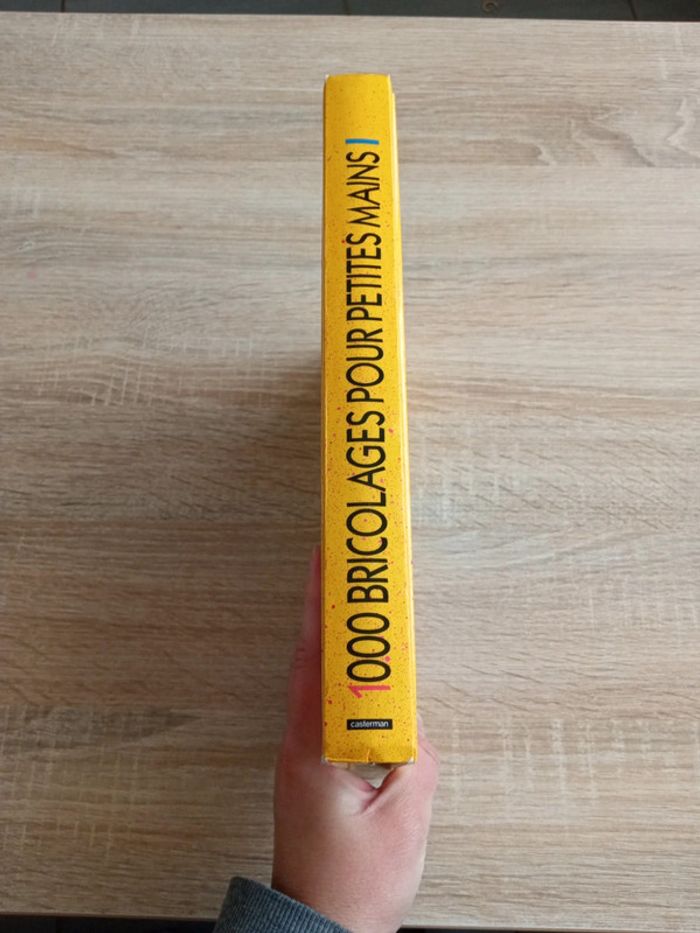 1000 BRICOLAGES POUR PETITES MAINS
casterman